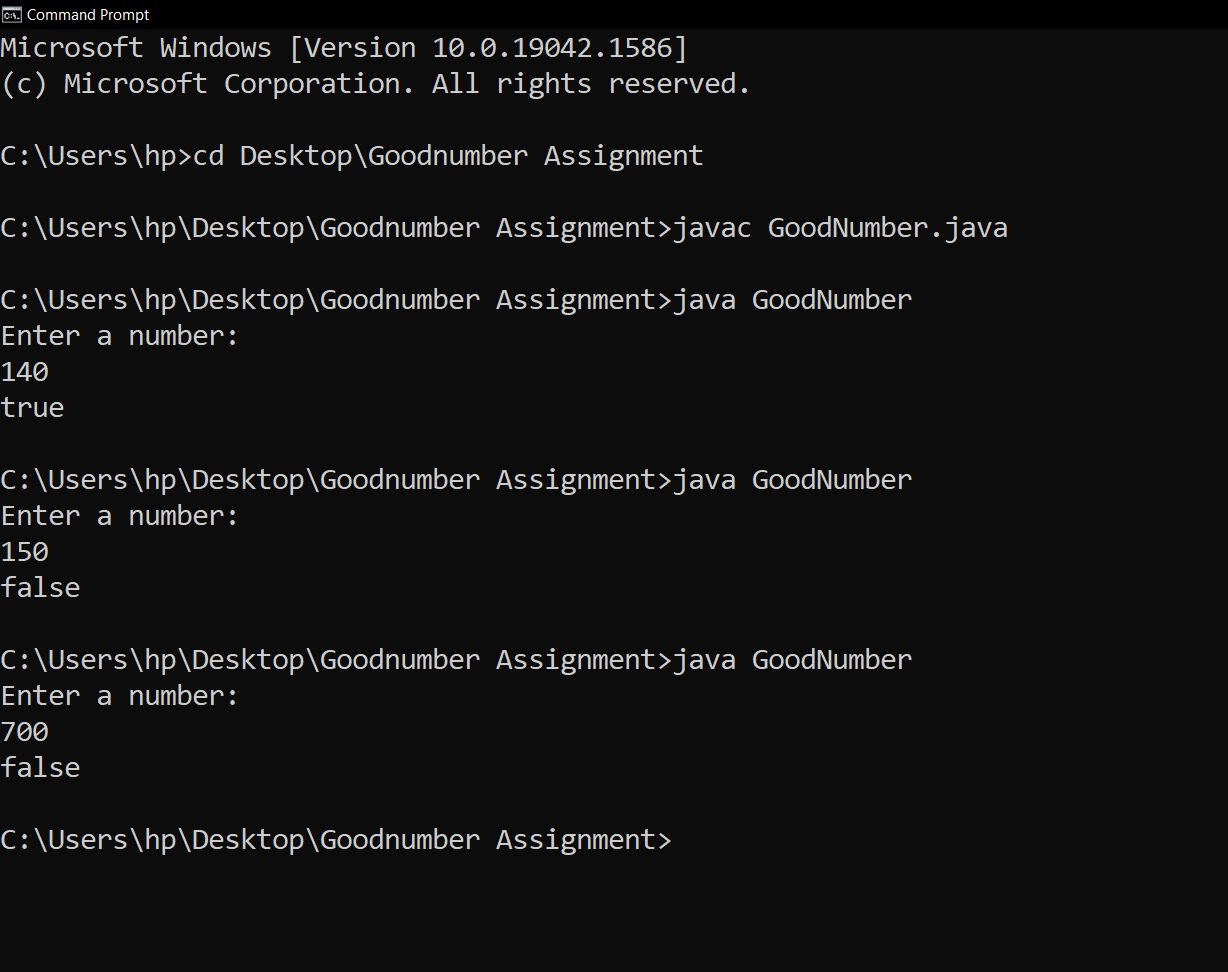 Command Prompt
Microsoft Windows [Version 10.0.19042.1586]
(c) Microsoft Corporation. All rights reserved.
C:\Users\hp>cd Desktop\Goodnumber Assignment
C:\Users\hp\Desktop\Goodnumber Assignment>javac GoodNumber.java
C:\Users\hp\Desktop\Goodnumber Assignment>java GoodNumber
Enter a number:
140
true
C:\Users\hp\Desktop\Goodnumber Assignment>java GoodNumber
Enter a number:
150
false
C:\Users\hp\Desktop\Goodnumber Assignment>java GoodNumber
Enter a number:
700
false
C:\Users\hp\Desktop\Goodnumber Assignment>